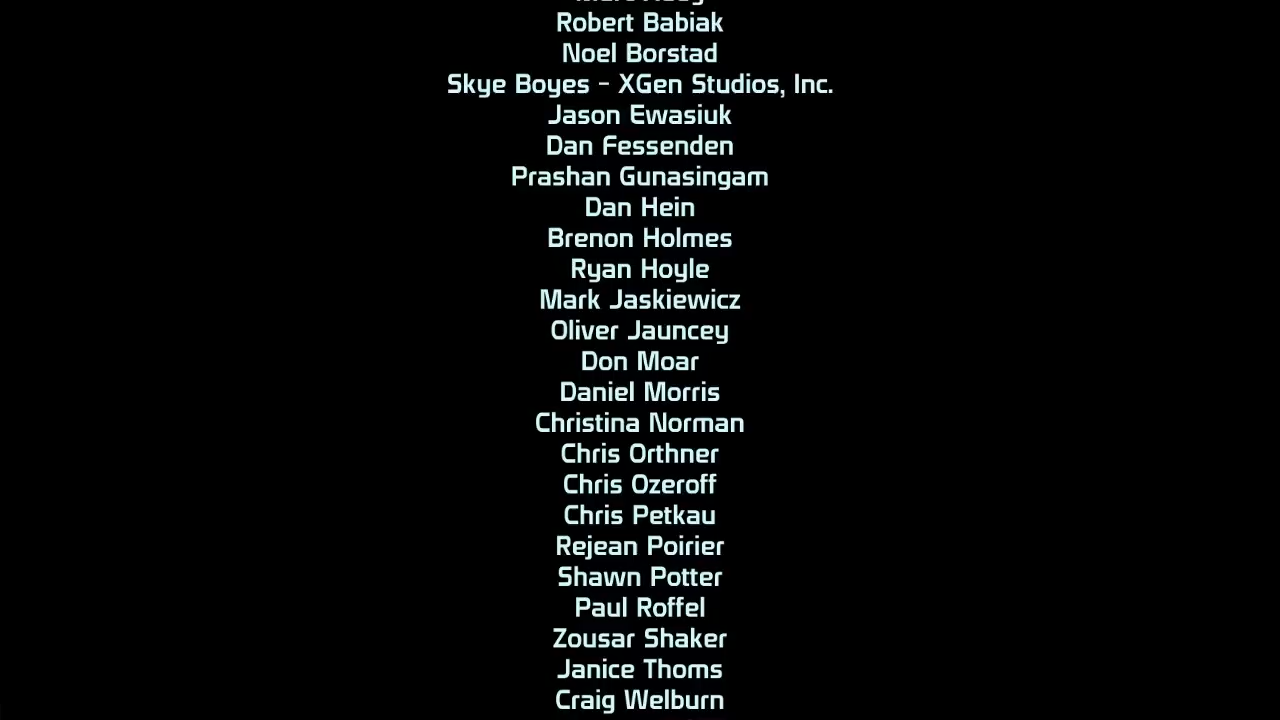 Robert Babiak
Noel Borstad
Skye Boyes - XGen Studios, Inc.
Jason Ewasiuk
Dan Fessenden
Prashan Gunasingam
Dan Hein
Brenon Holmes
Ryan Hoyle
Mark Jaskiewicz
Oliver Jauncey
Don Moar
Daniel Morris
Christina Norman
Chris Orthner
Chris Ozeroff
Chris Petkau
Rejean Poirier
Shawn Potter
Paul Roffel
Zousar Shaker
Janice Thoms
Craig Welburn